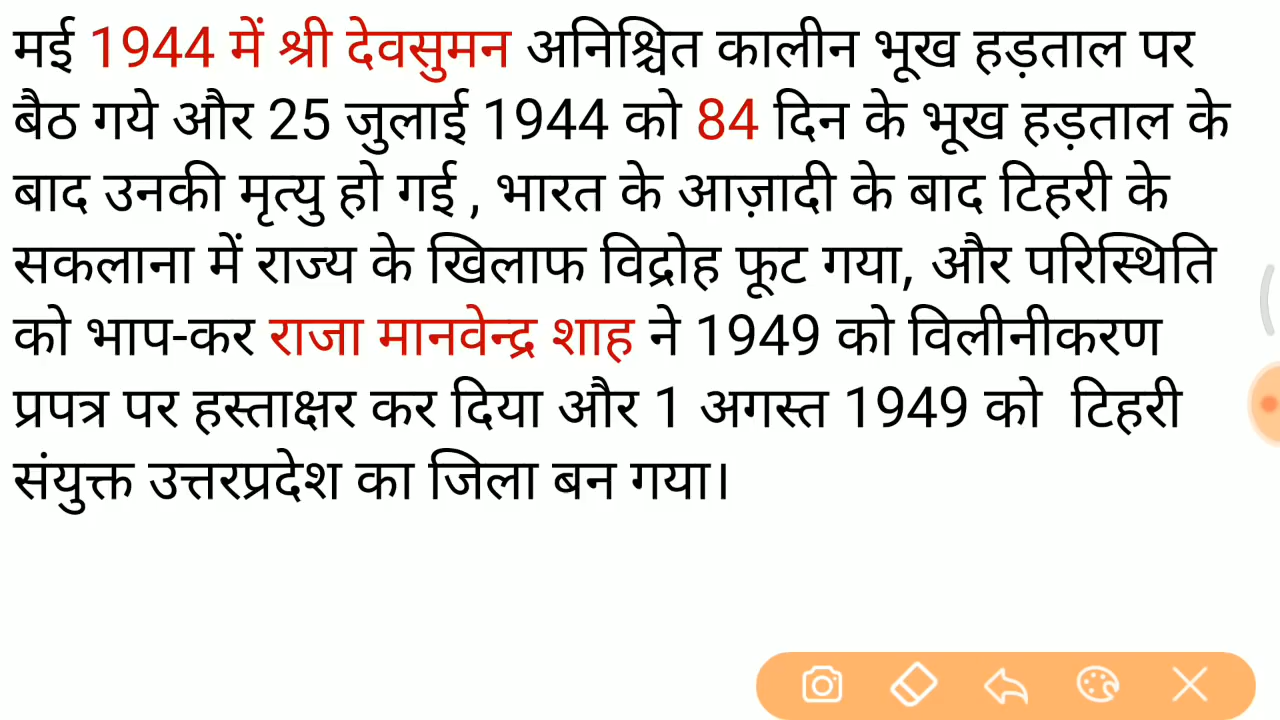 मई 1944 में श्री देवसुमन अनिश्चित कालीन भूख हड़ताल पर
बैठ गये और 25 जुलाई 1944 को 84 दिन के भूख हड़ताल के
बाद उनकी मृत्यु हो गई , भारत के आज़ादी के बाद टिहरी के
सकलाना में राज्य के खिलाफ विद्रोह फूट गया, और परिस्थिति
को भाप-कर राजा मानवेन्द्र शाह ने 1949 को विलीनीकरण
प्रपत्र पर हस्ताक्षर कर दिया और 1 अगस्त 1949 को टिहरी
संयुक्त उत्तरप्रदेश का जिला बन गया।